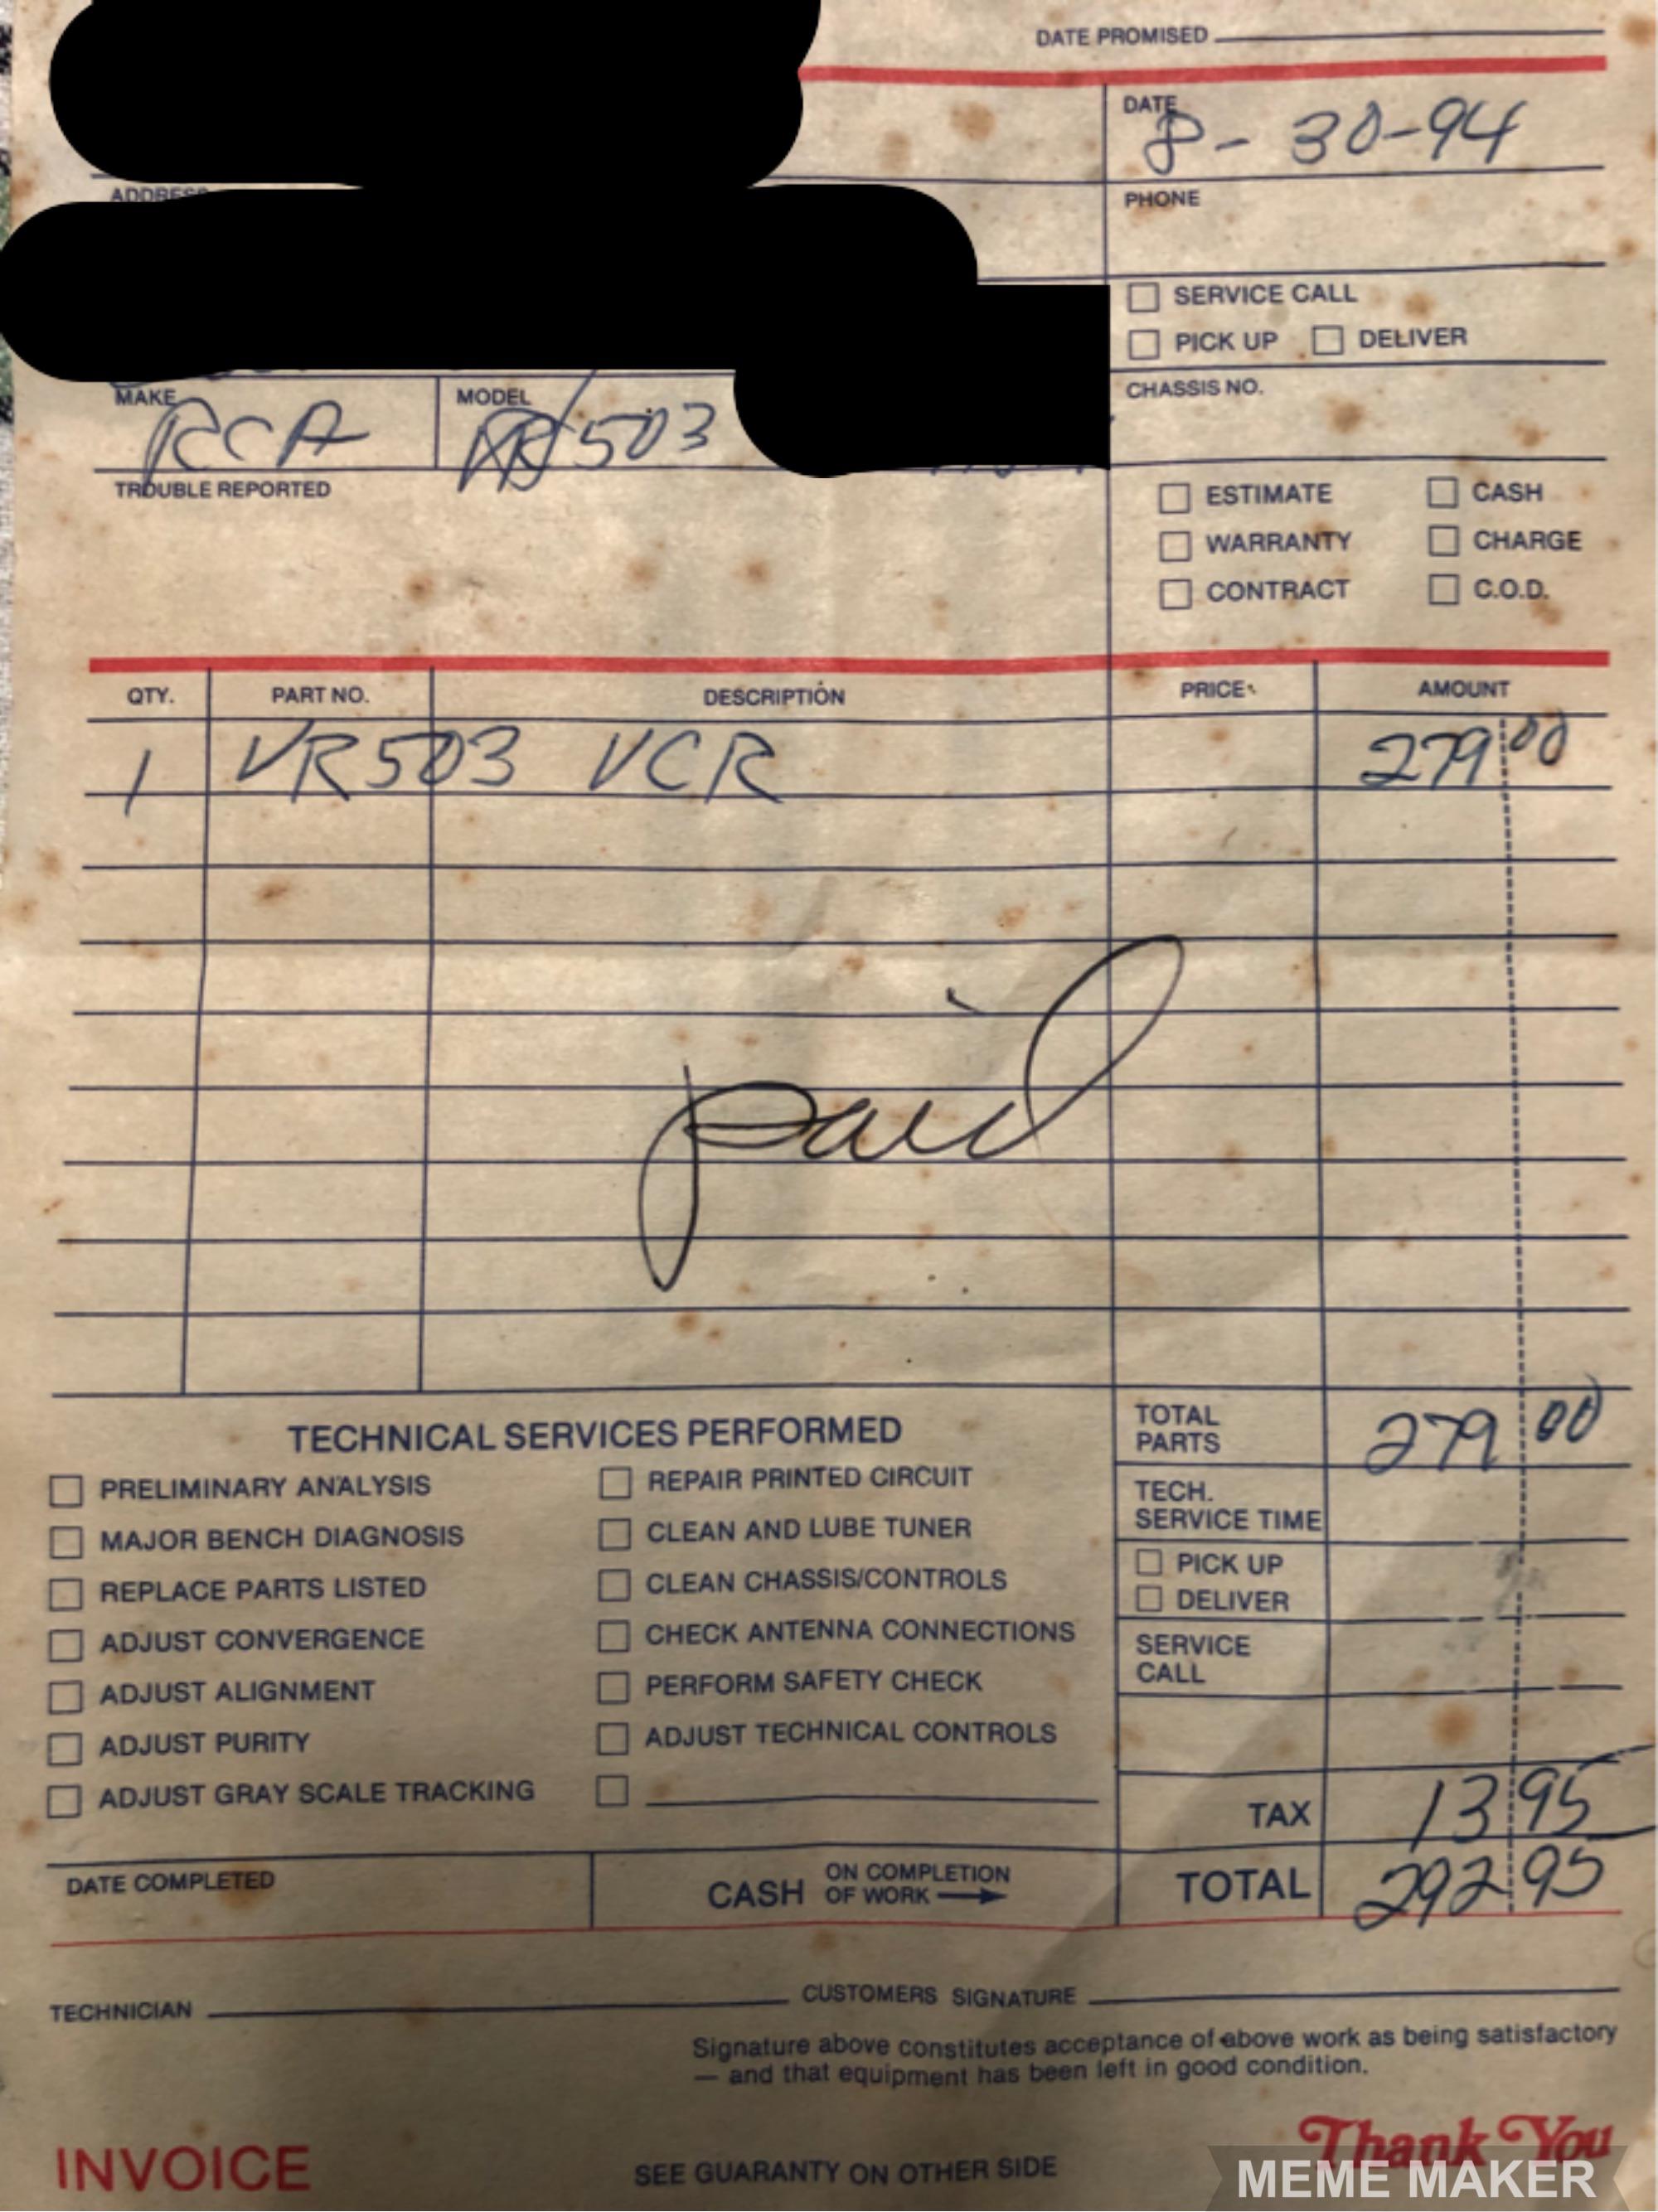 DATE PROMISED
DATE
8-30-94
ADDRESS
PHONE
SERVICE CALL
PICK UP DELIVER
MAKE MODEL CHASSIS NO.
RCA VR503
TROUBLE REPORTED
ESTIMATE CASH
WARRANTY CHARGE
CONTRACT C.O.D.
QTY. PART NO. DESCRIPTION PRICE AMOUNT
1 VR503 VCR 279 00
paid
TECHNICAL SERVICES PERFORMED
PRELIMINARY ANALYSIS
MAJOR BENCH DIAGNOSIS
REPLACE PARTS LISTED
ADJUST CONVERGENCE
ADJUST ALIGNMENT
ADJUST PURITY
ADJUST GRAY SCALE TRACKING
REPAIR PRINTED CIRCUIT
CLEAN AND LUBE TUNER
CLEAN CHASSIS/CONTROLS
CHECK ANTENNA CONNECTIONS
PERFORM SAFETY CHECK
ADJUST TECHNICAL CONTROLS
TOTAL
PARTS 279 00
TECH.
SERVICE TIME
PICK UP
DELIVER
SERVICE
CALL
TAX 13 95
TOTAL 292 95
DATE COMPLETED
CASH ON COMPLETION
OF WORK
TECHNICIAN CUSTOMERS SIGNATURE
Signature above constitutes acceptance of above work as being satisfactory
— and that equipment has been left in good condition.
INVOICE SEE GUARANTY ON OTHER SIDE Thank You
MEME MAKER